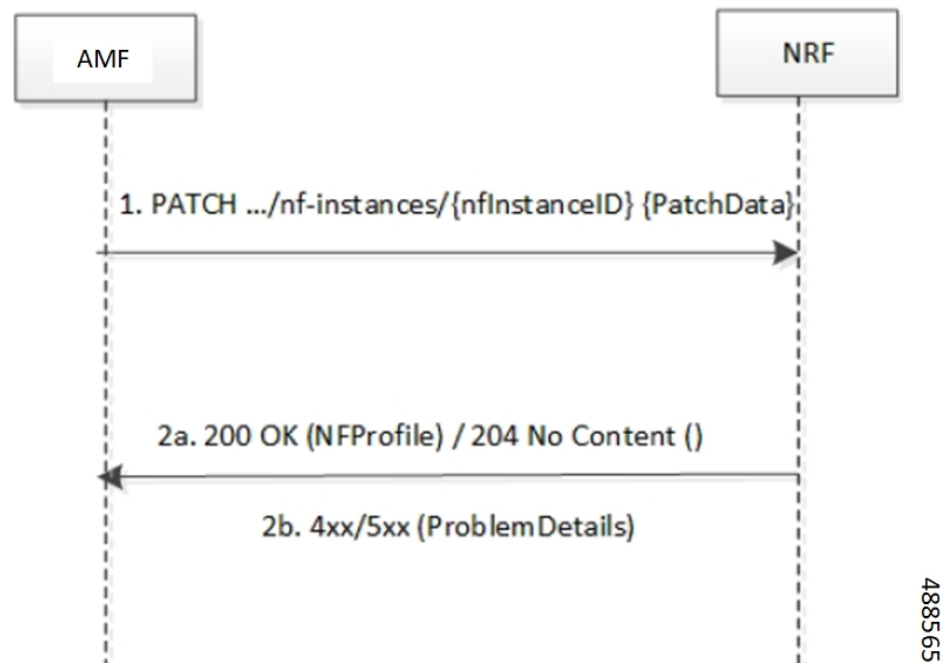 AMF
NRF
1. PATCH .../nf-instances/{nfInstanceID} {PatchData}
2a. 200 OK (NFProfile) / 204 No Content ()
2b. 4xx/5xx (ProblemDetails)
488565